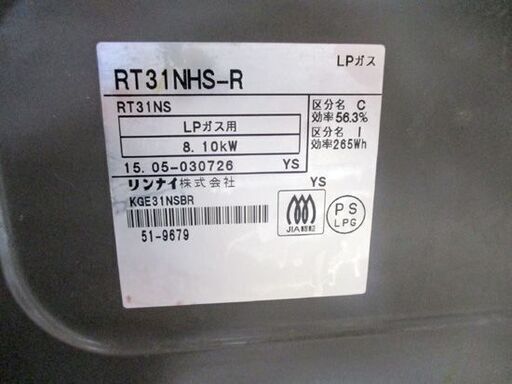 LPガス
RT31NHS-R
RT31NS
LPガス用
8.10kW
区分名 C
効率56.3%
区分名 I
効率265Wh
15.05-030726 YS
リンナイ株式会社
YS
KGE31NSBR
51-9679
JIA認証
PS
LPG